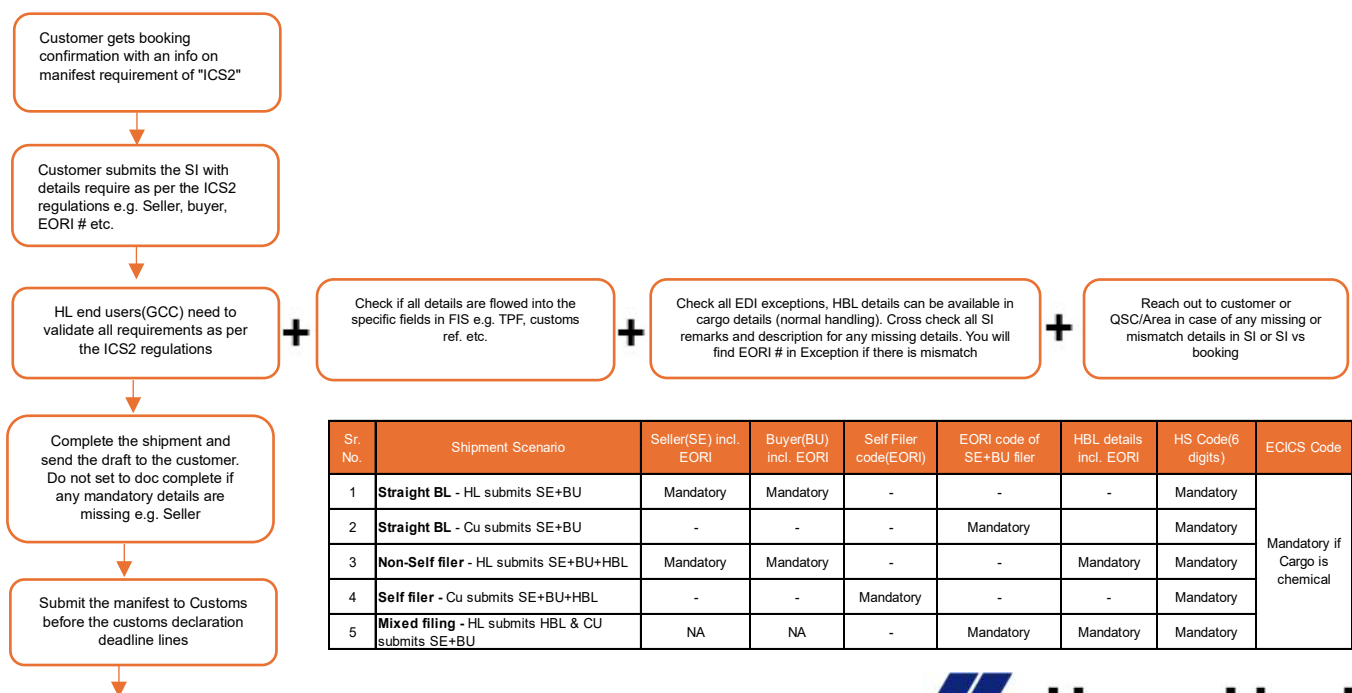 Customer gets booking
confirmation with an info on
manifest requirement of "ICS2"
Customer submits the SI with
details require as per the ICS2
regulations e.g. Seller, buyer,
EORI # etc.
HL end users(GCC) need to
validate all requirements as per
the ICS2 regulations
+
Check if all details are flowed into the
specific fields in FIS e.g. TPF, customs
ref. etc.
+
Check all EDI exceptions, HBL details can be available in
cargo details (normal handling). Cross check all SI
remarks and description for any missing details. You will
find EORI # in Exception if there is mismatch
+
Reach out to customer or
QSC/Area in case of any missing or
mismatch details in SI or SI vs
booking
Complete the shipment and
send the draft to the customer.
Do not set to doc complete if
any mandatory details are
missing e.g. Seller
Submit the manifest to Customs
before the customs declaration
deadline lines
Sr. No. Shipment Scenario Seller(SE) incl. EORI Buyer(BU) incl. EORI Self Filer code(EORI) EORI code of SE+BU filer HBL details incl. EORI HS Code(6 digits) ECICS Code
1 Straight BL - HL submits SE+BU Mandatory Mandatory - - - Mandatory
2 Straight BL - Cu submits SE+BU - - - Mandatory Mandatory
3 Non-Self filer - HL submits SE+BU+HBL Mandatory Mandatory - - Mandatory Mandatory
4 Self filer - Cu submits SE+BU+HBL - - Mandatory - - Mandatory
5 Mixed filing - HL submits HBL & CU submits SE+BU NA NA - Mandatory Mandatory Mandatory
Mandatory if
Cargo is
chemical